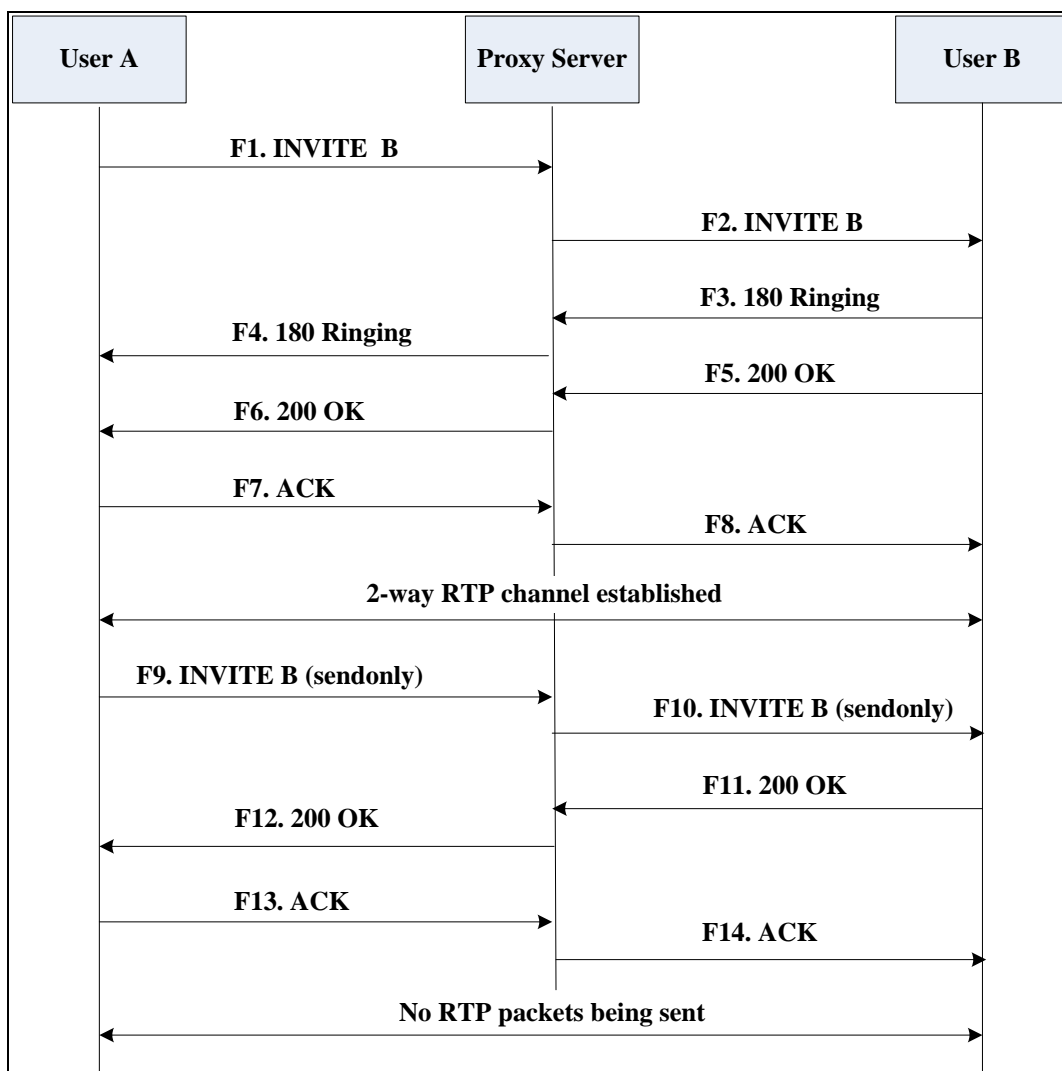 User A
Proxy Server
User B
F1. INVITE B
F2. INVITE B
F3. 180 Ringing
F4. 180 Ringing
F5. 200 OK
F6. 200 OK
F7. ACK
F8. ACK
2-way RTP channel established
F9. INVITE B (sendonly)
F10. INVITE B (sendonly)
F11. 200 OK
F12. 200 OK
F13. ACK
F14. ACK
No RTP packets being sent